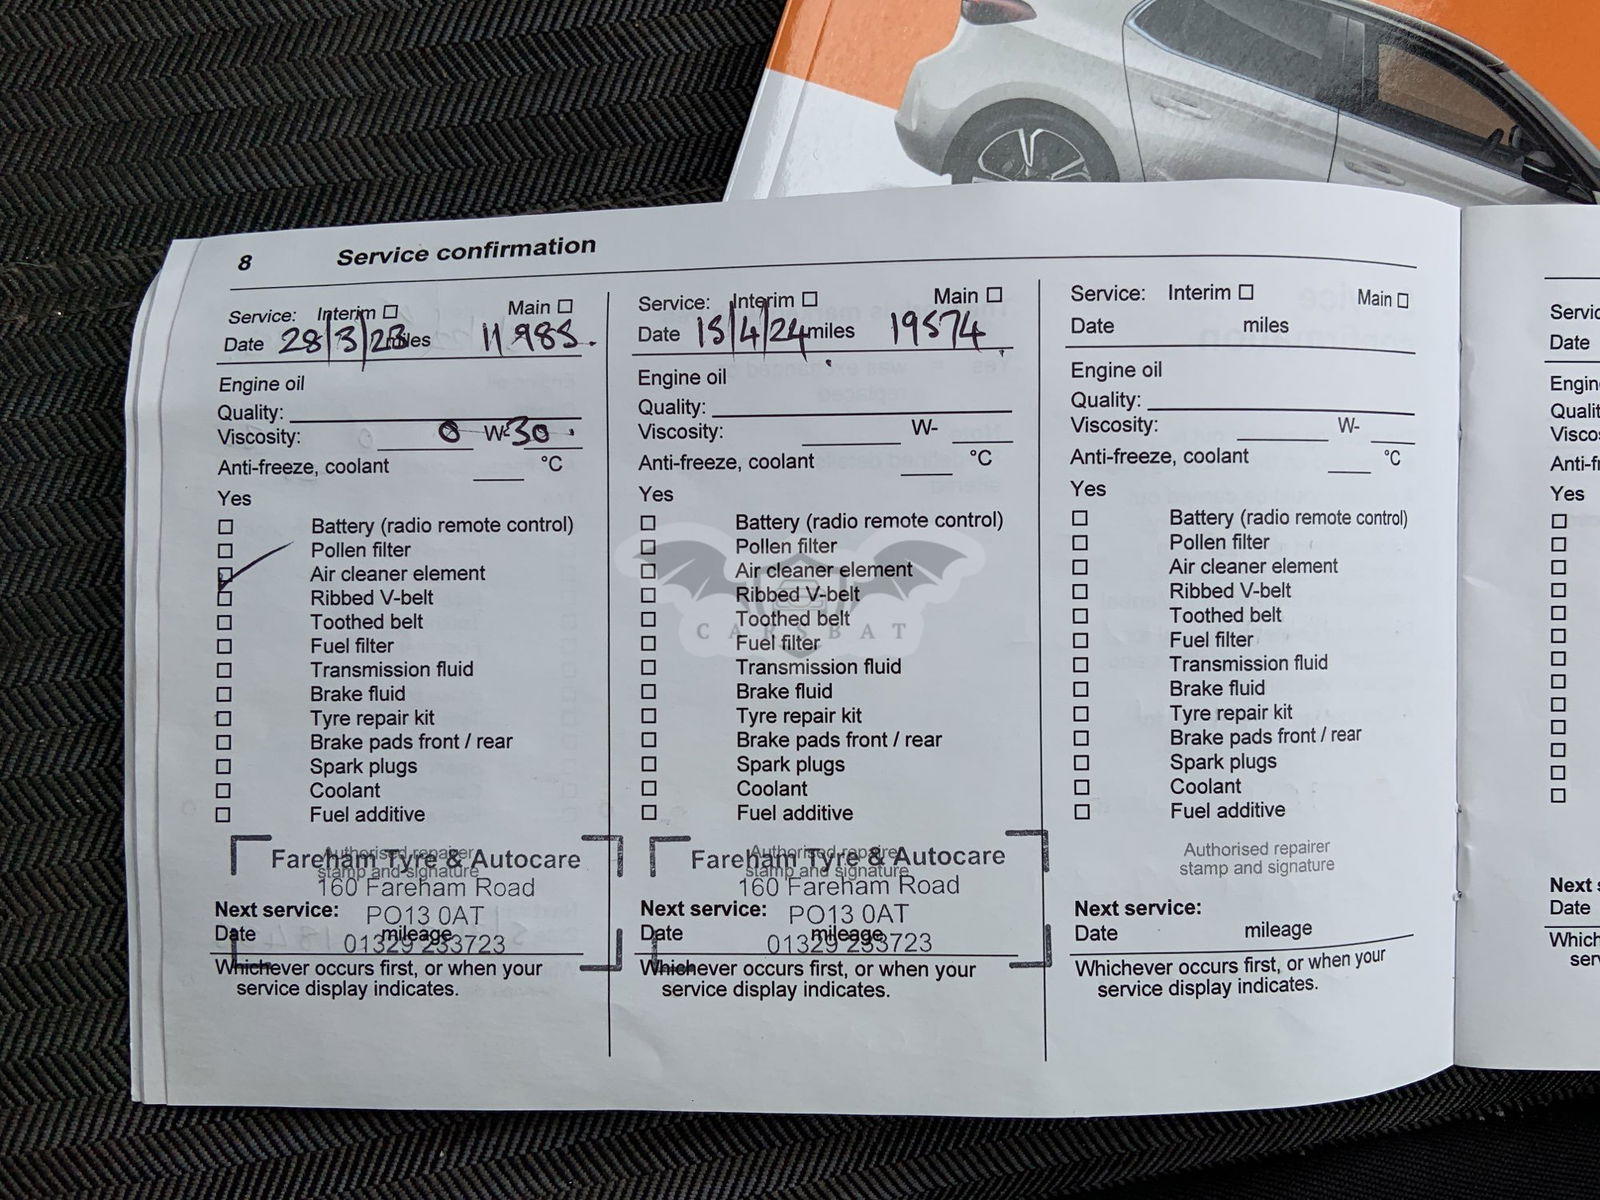 8 Service confirmation
Service: Interim Main
Date 28/3/23 miles 11 985.
Engine oil
Quality:
Viscosity: 0 W-30.
Anti-freeze, coolant °C
Yes
Battery (radio remote control)
Pollen filter
Air cleaner element
Ribbed V-belt
Toothed belt
Fuel filter
Transmission fluid
Brake fluid
Tyre repair kit
Brake pads front / rear
Spark plugs
Coolant
Fuel additive
Authorised repairer
stamp and signature
Fareham Tyre & Autocare
160 Fareham Road
PO13 0AT
01329 233723
Next service:
Date mileage
Whichever occurs first, or when your
service display indicates.
Service: Interim Main
Date 15/4/24 miles 19574
Engine oil
Quality:
Viscosity: W-
Anti-freeze, coolant °C
Yes
Battery (radio remote control)
Pollen filter
Air cleaner element
Ribbed V-belt
Toothed belt
Fuel filter
Transmission fluid
Brake fluid
Tyre repair kit
Brake pads front / rear
Spark plugs
Coolant
Fuel additive
Authorised repairer
stamp and signature
Fareham Tyre & Autocare
160 Fareham Road
PO13 0AT
01329 233723
Next service:
Date mileage
Whichever occurs first, or when your
service display indicates.
Service: Interim Main
Date miles
Engine oil
Quality:
Viscosity: W-
Anti-freeze, coolant °C
Yes
Battery (radio remote control)
Pollen filter
Air cleaner element
Ribbed V-belt
Toothed belt
Fuel filter
Transmission fluid
Brake fluid
Tyre repair kit
Brake pads front / rear
Spark plugs
Coolant
Fuel additive
Authorised repairer
stamp and signature
Next service:
Date mileage
Whichever occurs first, or when your
service display indicates.
Date
Yes
Date
CARSBAT